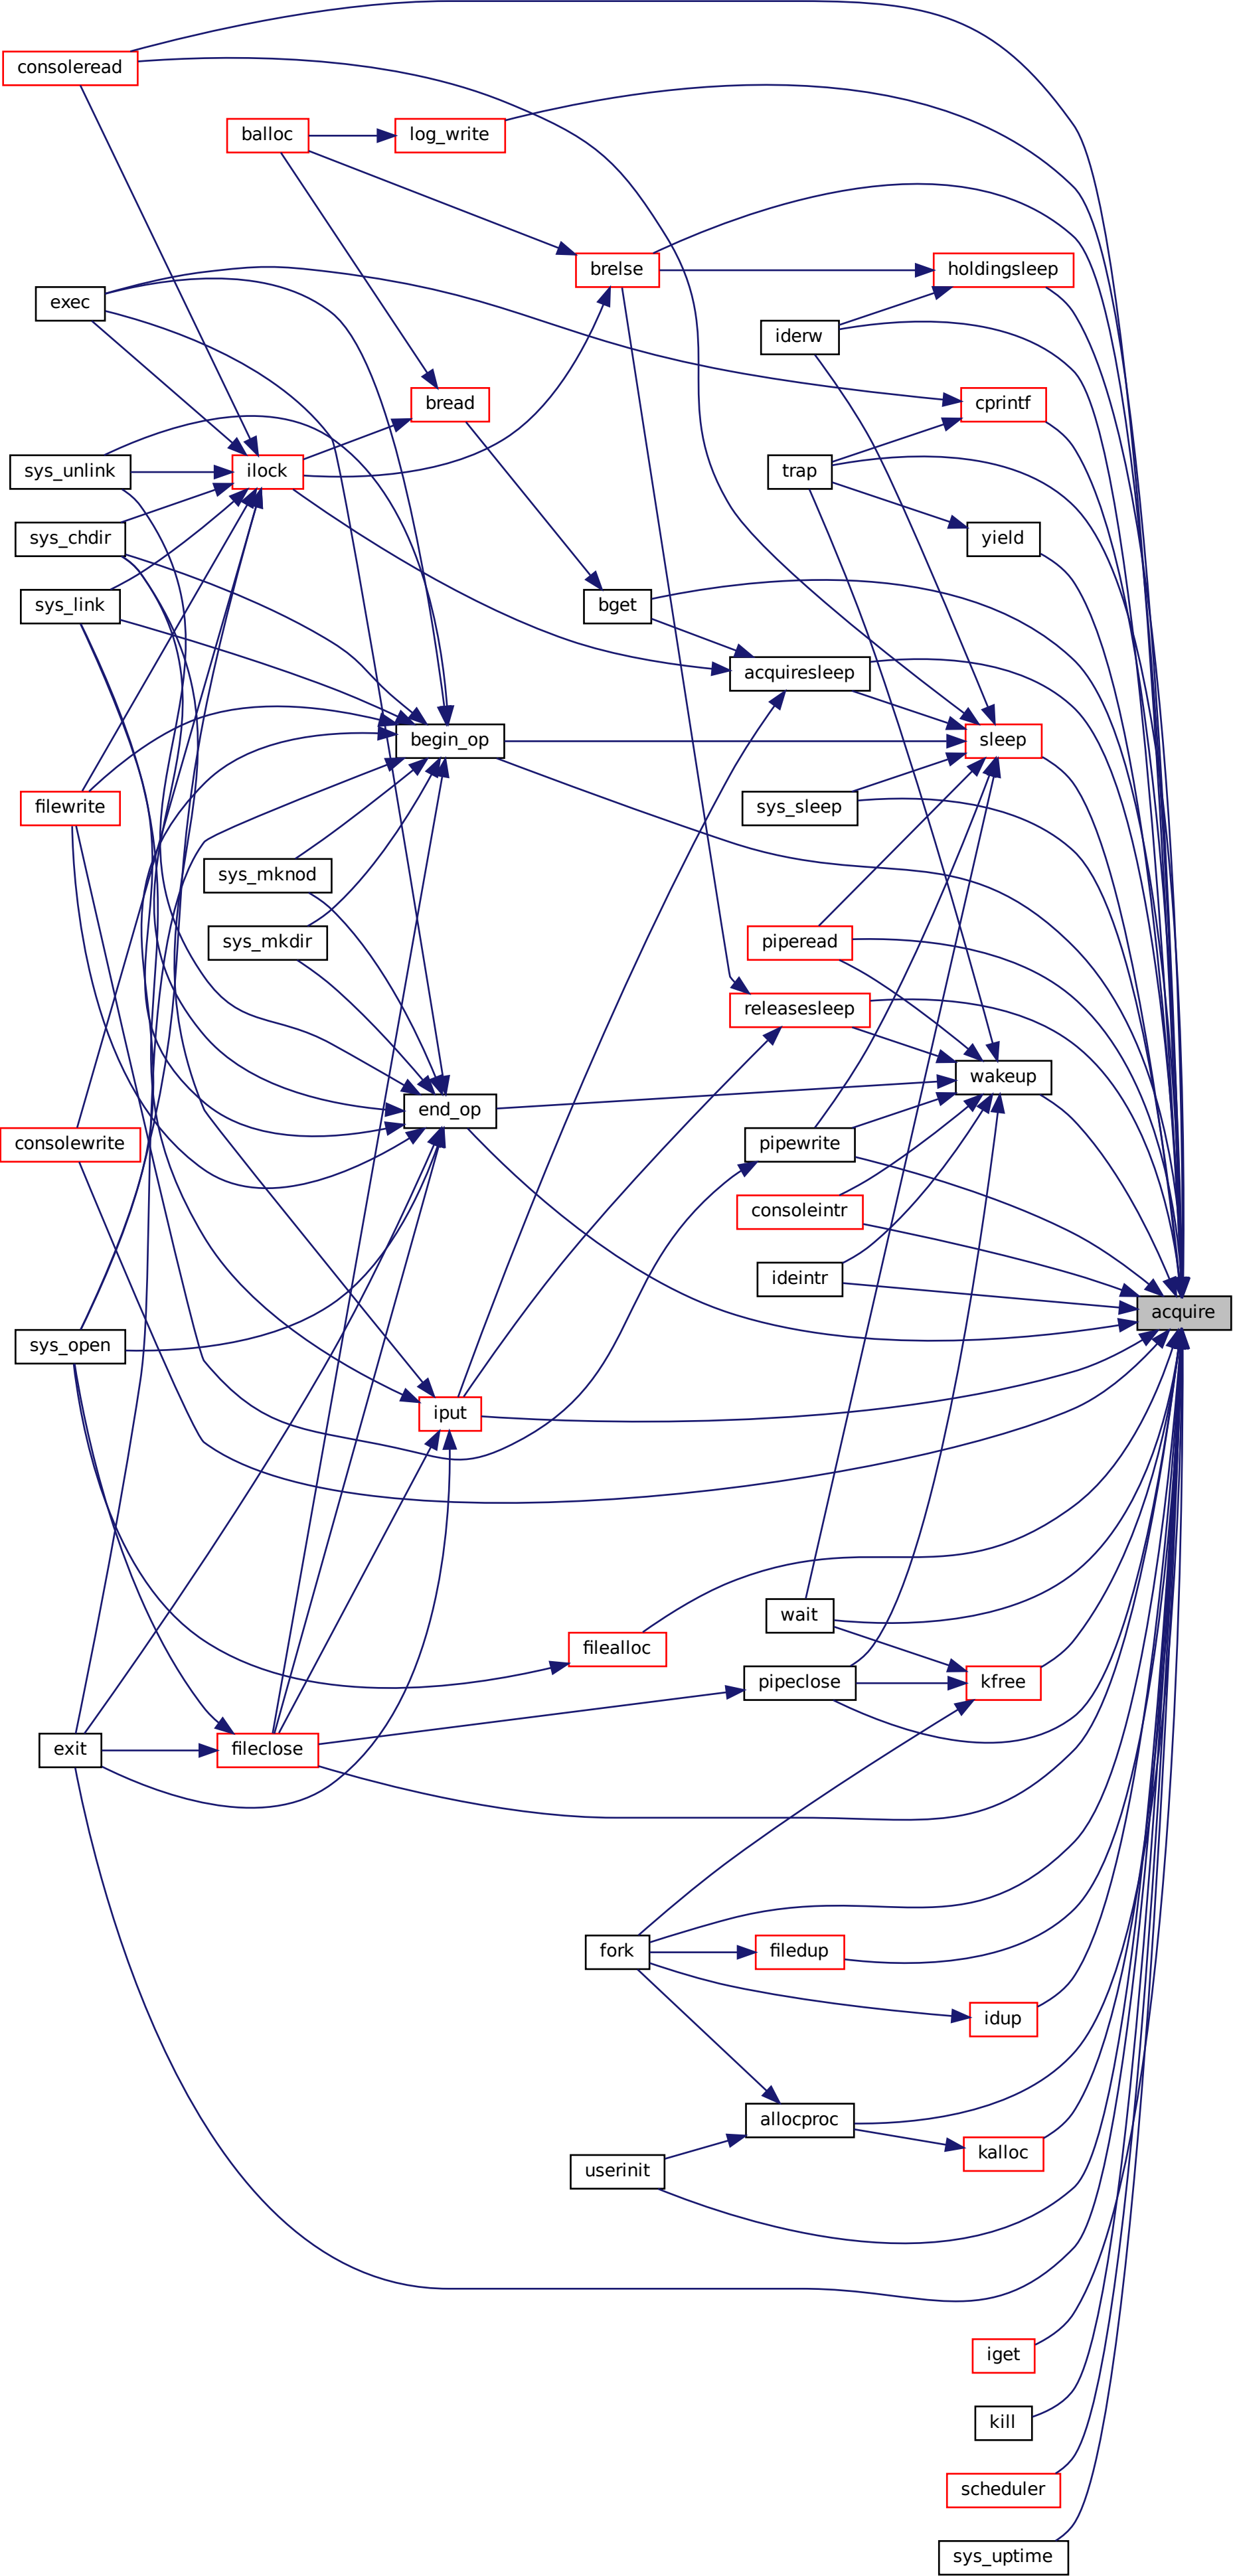 consoleread
balloc
log_write
brelse
holdingsleep
exec
iderw
bread
cprintf
sys_unlink
ilock
trap
sys_chdir
yield
sys_link
bget
acquiresleep
begin_op
sleep
filewrite
sys_sleep
sys_mknod
sys_mkdir
piperead
releasesleep
wakeup
end_op
consolewrite
pipewrite
consoleintr
ideintr
acquire
sys_open
iput
wait
filealloc
pipeclose
kfree
exit
fileclose
fork
filedup
idup
allocproc
kalloc
userinit
iget
kill
scheduler
sys_uptime